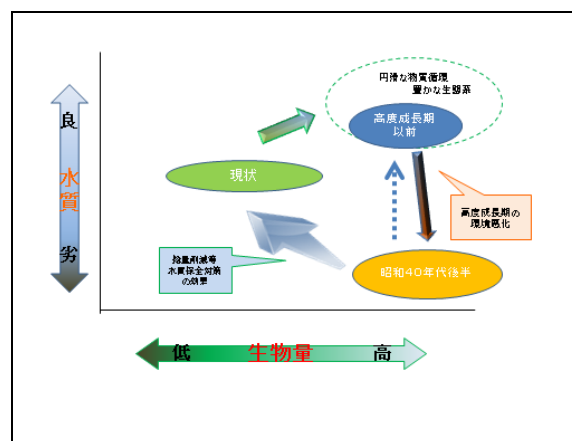 円滑な物質循環
豊かな生態系
高度成長期
以前
良
水質
劣
現状
高度成長期の
環境悪化
総量削減等
水質保全対策
の効果
昭和40年代後半
低
生物量
高